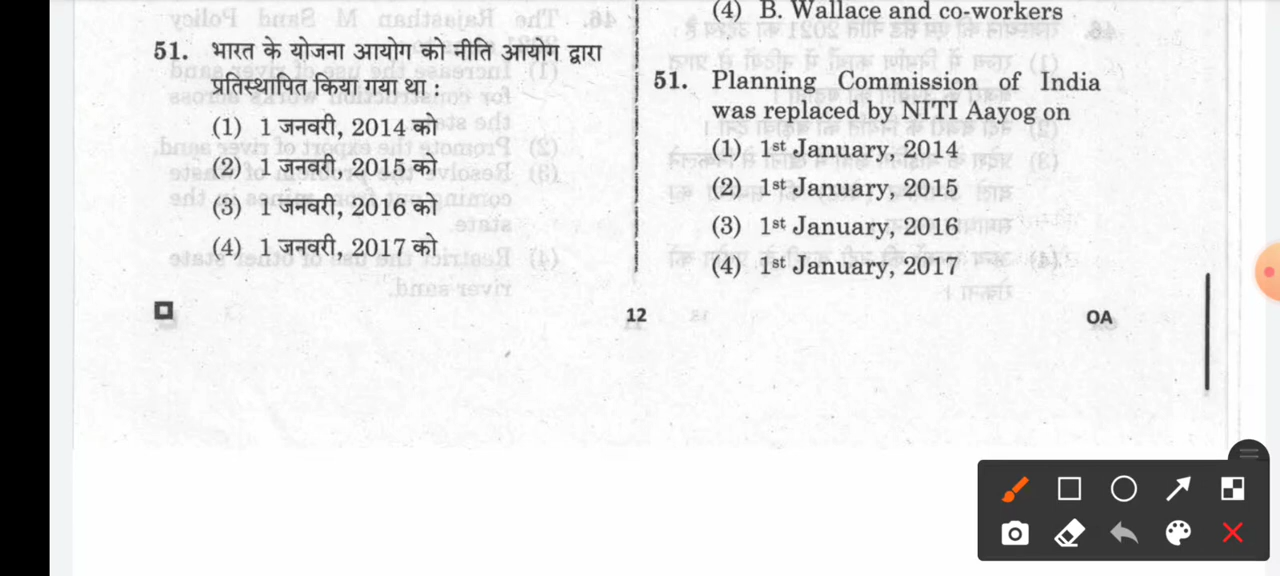 51. भारत के योजना आयोग को नीति आयोग द्वारा
प्रतिस्थापित किया गया था :
(1) 1 जनवरी, 2014 को
(2) 1 जनवरी, 2015 को
(3) 1 जनवरी, 2016 को
(4) 1 जनवरी, 2017 को
(4) B. Wallace and co-workers
51. Planning Commission of India
was replaced by NITI Aayog on
(1) 1st January, 2014
(2) 1st January, 2015
(3) 1st January, 2016
(4) 1st January, 2017
12
OA